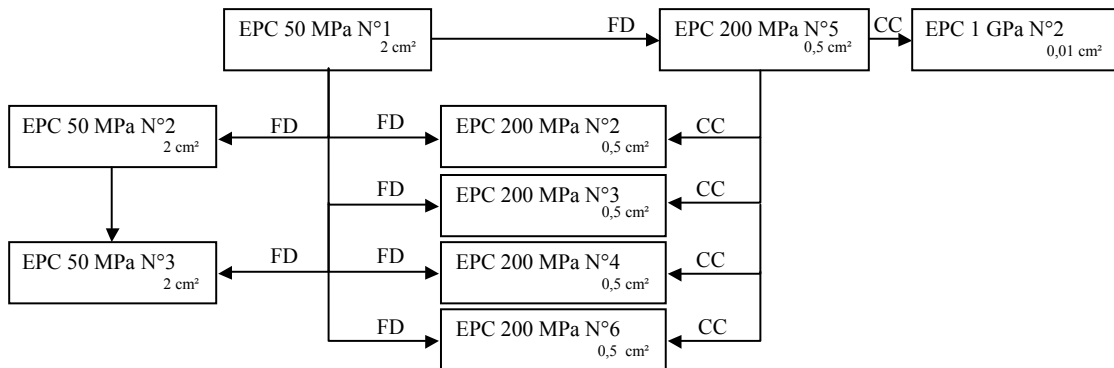 EPC 50 MPa N°1
2 cm²
FD
EPC 200 MPa N°5
0,5 cm²
CC
EPC 1 GPa N°2
0,01 cm²
EPC 50 MPa N°2
2 cm²
FD
FD
EPC 200 MPa N°2
0,5 cm²
CC
FD
EPC 200 MPa N°3
0,5 cm²
CC
EPC 50 MPa N°3
2 cm²
FD
FD
EPC 200 MPa N°4
0,5 cm²
CC
FD
EPC 200 MPa N°6
0,5 cm²
CC